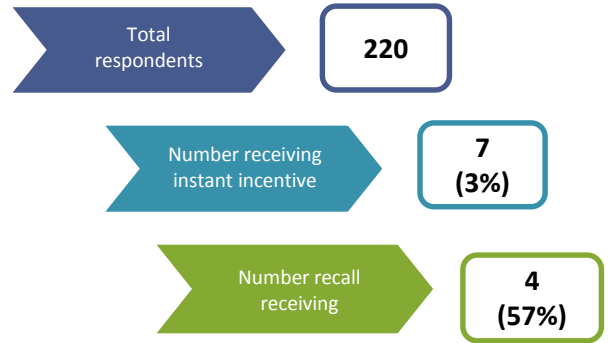 Total
respondents
220
Number receiving
instant incentive
7
(3%)
Number recall
receiving
4
(57%)